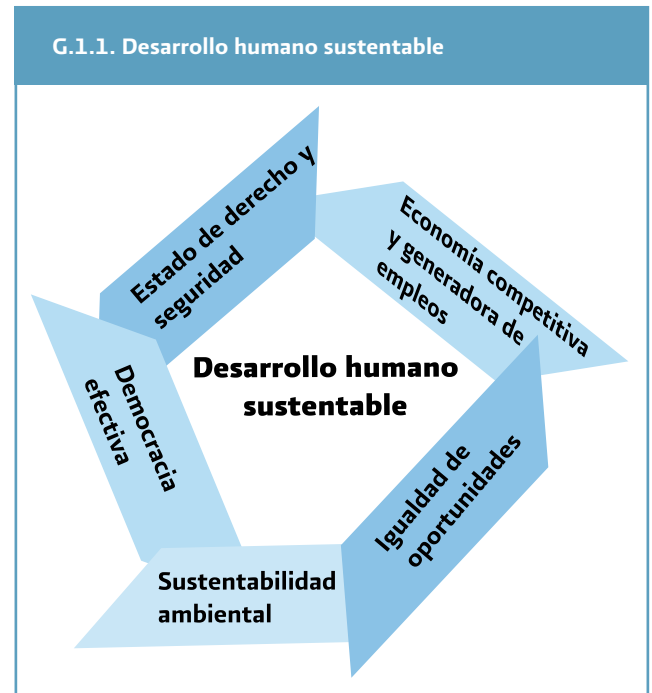 G.1.1. Desarrollo humano sustentable
Estado de derecho y
seguridad
Economía competitiva
y generadora de
empleos
Desarrollo humano
sustentable
Democracia
efectiva
Igualdad de
oportunidades
Sustentabilidad
ambiental